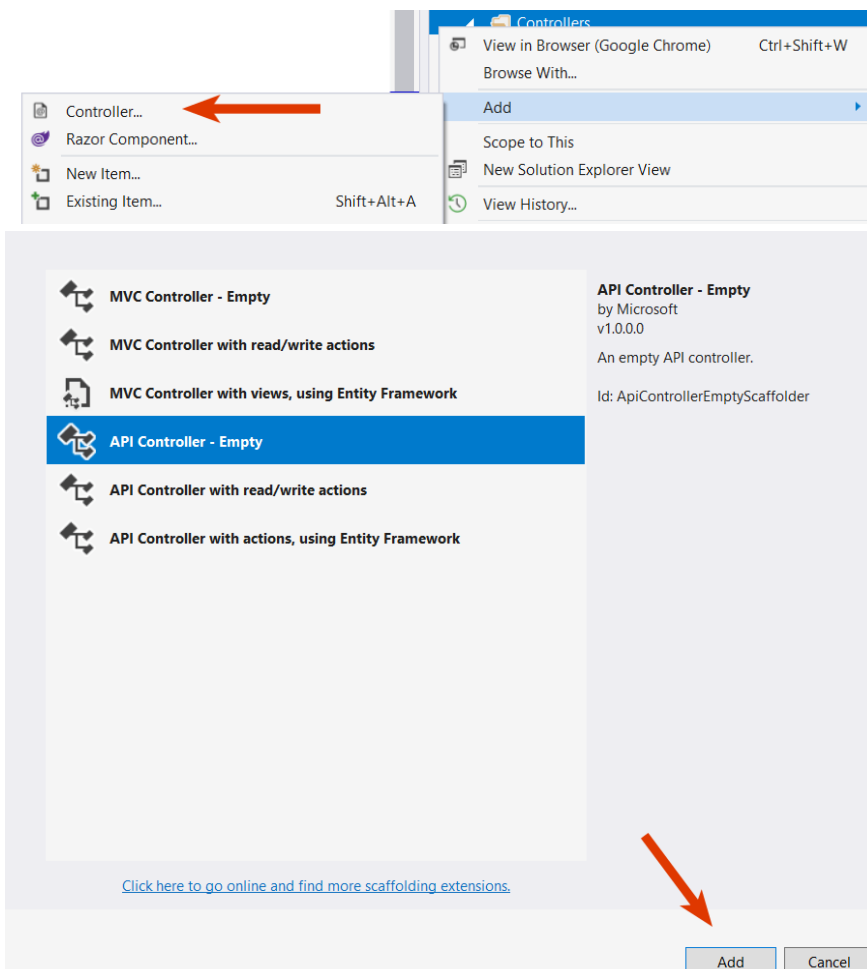 Controllers
View in Browser (Google Chrome) Ctrl+Shift+W
Browse With...
Add
Scope to This
New Solution Explorer View
View History...
Controller...
Razor Component...
New Item...
Existing Item... Shift+Alt+A
MVC Controller - Empty
MVC Controller with read/write actions
MVC Controller with views, using Entity Framework
API Controller - Empty
API Controller with read/write actions
API Controller with actions, using Entity Framework
API Controller - Empty
by Microsoft
v1.0.0.0
An empty API controller.
Id: ApiControllerEmptyScaffolder
Click here to go online and find more scaffolding extensions.
Add Cancel